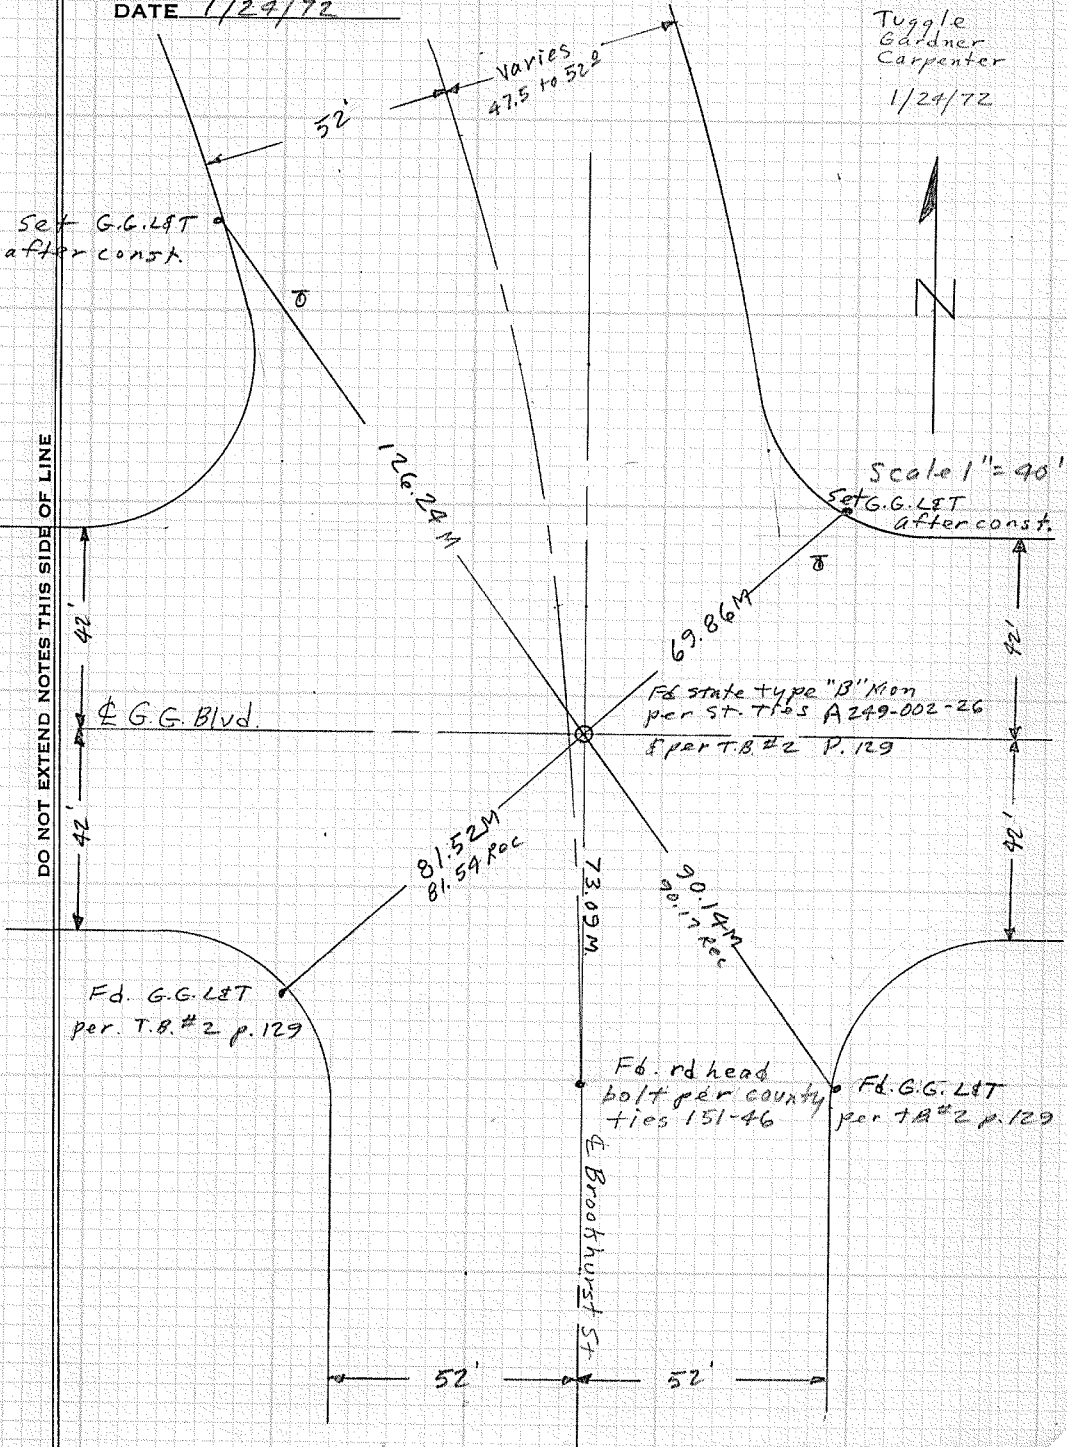 DATE 1/24/72
Tuggle
Gardner
Carpenter
1/24/72
varies
47.5 to 52.0
52'
Set G.G. L&T
after const.
N
Scale 1" = 40'
Set G.G. L&T
after const.
126.24 M
69.86 M
DO NOT EXTEND NOTES THIS SIDE OF LINE
42'
42'
℄ G.G. Blvd.
Fd state type "B" Mon
per St. Ties A249-002-26
& per T.B. #2 P. 129
42'
42'
81.52 M
81.54 Rec
73.09 M.
90.14 M
90.17 Rec
Fd. G.G. L&T
per. T.B. #2 p. 129
Fd. rd head
bolt per county
ties 151-46
Fd. G.G. L&T
per TB #2 p. 129
℄ Brookhurst St
52'
52'